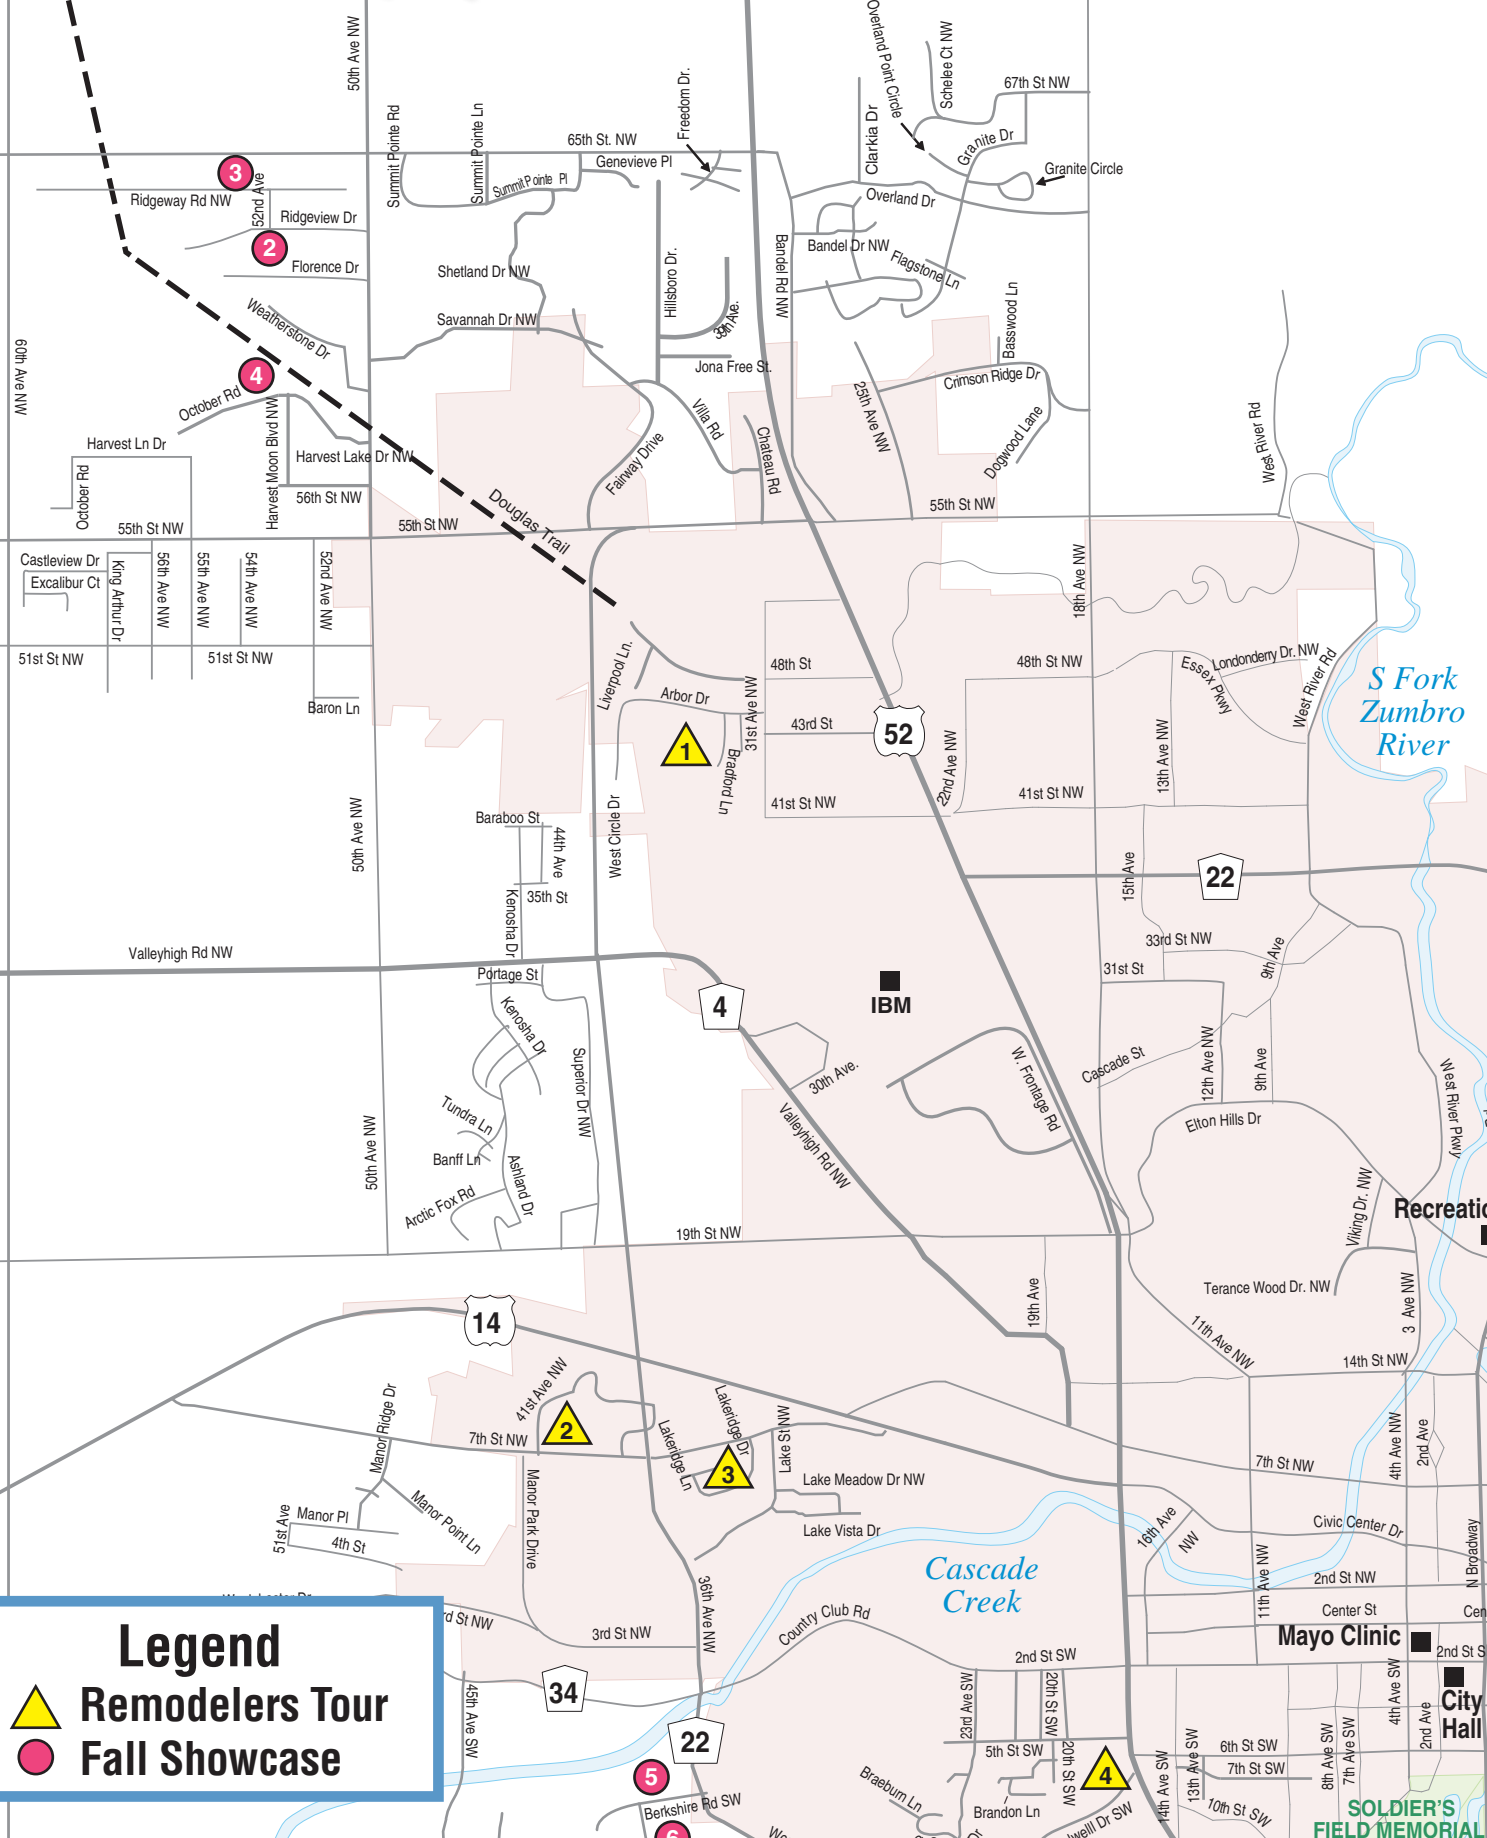 50th Ave NW
Overland Point Circle
Schelee Ct NW
67th St NW
Freedom Dr.
Summit Pointe Rd
Summit Pointe Ln
65th St. NW
Genevieve Pl
Clarkia Dr
Granite Dr
Granite Circle
3
Ridgeway Rd NW
52nd Ave
Summit Pointe Pl
Overland Dr
Ridgeview Dr
2
Florence Dr
Shetland Dr NW
Hillsboro Dr.
Bandel Rd NW
Bandel Dr NW
Flagstone Ln
Weatherstone Dr
Savannah Dr NW
39th Ave.
Basswood Ln
60th Ave NW
4
Jona Free St.
Crimson Ridge Dr
October Rd
Harvest Moon Blvd NW
Villa Rd
25th Ave NW
Dogwood Lane
West River Rd
Harvest Ln Dr
October Rd
Harvest Lake Dr NW
Fairway Drive
Chateau Rd
56th St NW
Douglas Trail
55th St NW
55th St NW
55th St NW
Castleview Dr
Excalibur Ct
King Arthur Dr
56th Ave NW
55th Ave NW
54th Ave NW
52nd Ave NW
18th Ave NW
51st St NW
51st St NW
Liverpool Ln.
48th St
48th St NW
Essex Pkwy
Londonderry Dr. NW
West River Rd
S Fork
Zumbro
River
Baron Ln
Arbor Dr
31st Ave NW
43rd St
52
1
Bradford Ln
22nd Ave NW
13th Ave NW
41st St NW
41st St NW
50th Ave NW
Baraboo St
44th Ave
West Circle Dr
15th Ave
22
35th St
Kenosha Dr
Valleyhigh Rd NW
33rd St NW
9th Ave
Portage St
31st St
IBM
4
Kenosha Dr
Superior Dr NW
30th Ave.
W. Frontage Rd
Cascade St
12th Ave NW
9th Ave
West River Pkwy
Tundra Ln
Valleyhigh Rd NW
Elton Hills Dr
50th Ave NW
Banff Ln
Ashland Dr
Arctic Fox Rd
Viking Dr. NW
Recreatio
19th St NW
Terance Wood Dr. NW
19th Ave
3 Ave NW
14
11th Ave NW
14th St NW
41st Ave NW
Manor Ridge Dr
2
Lakeridge Dr
Lake St NW
7th St NW
Lakeridge Ln
3
4th Ave NW
2nd Ave
7th St NW
Lake Meadow Dr NW
Manor Park Drive
Manor Point Ln
51st Ave
Manor Pl
4th St
Lake Vista Dr
16th Ave
NW
Civic Center Dr
N Broadway
Cascade
Creek
36th Ave NW
11th Ave NW
2nd St NW
rd St NW
3rd St NW
Country Club Rd
Center St
Cen
Mayo Clinic
2nd St SW
2nd St S
Legend
Remodelers Tour
Fall Showcase
34
45th Ave SW
22
23rd Ave SW
20th St SW
4th Ave SW
City
Hall
2nd Ave
5th St SW
20th St SW
4
14th Ave SW
13th Ave SW
6th St SW
7th St SW
8th Ave SW
7th Ave SW
5
Braeburn Ln
Brandon Ln
Berkshire Rd SW
10th St SW
SOLDIER'S
FIELD MEMORIAL
6
Dr